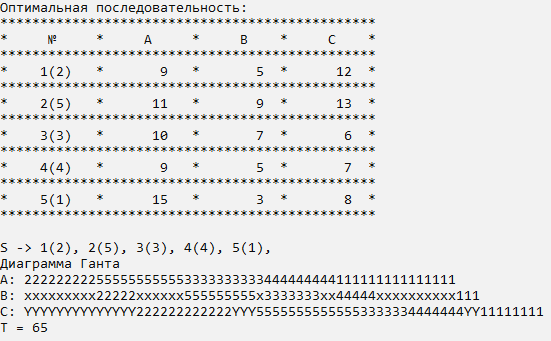 Оптимальная последовательность:
***********************************************
*     №     *     A     *     B     *     C    *
***********************************************
*    1(2)   *       9   *       5   *      12  *
***********************************************
*    2(5)   *      11   *       9   *      13  *
***********************************************
*    3(3)   *      10   *       7   *       6  *
***********************************************
*    4(4)   *       9   *       5   *       7  *
***********************************************
*    5(1)   *      15   *       3   *       8  *
***********************************************
S -> 1(2), 2(5), 3(3), 4(4), 5(1),
Диаграмма Ганта
A: 222222222555555555553333333333444444444111111111111111
B: xxxxxxxxx22222xxxxxx555555555x3333333xx44444xxxxxxxxxx111
C: YYYYYYYYYYYYYY222222222222YYY55555555555553333334444444YY11111111
T = 65